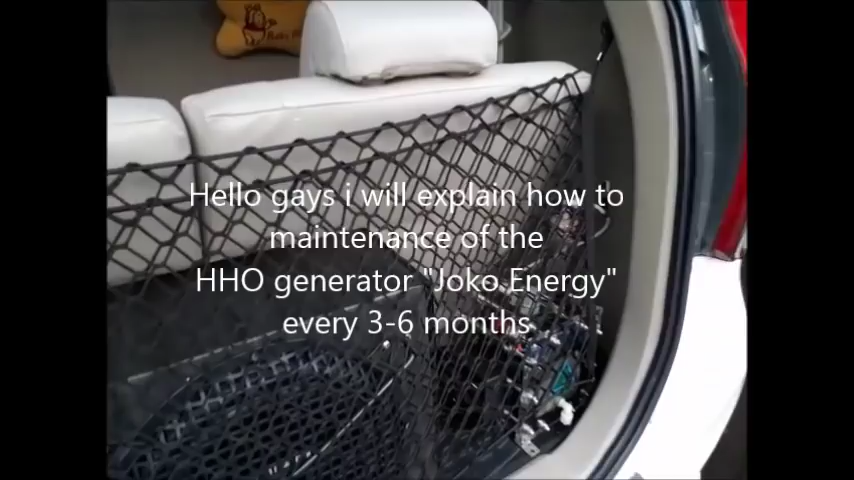 Hello gays i will explain how to
maintenance of the
HHO generator "Joko Energy"
every 3-6 months